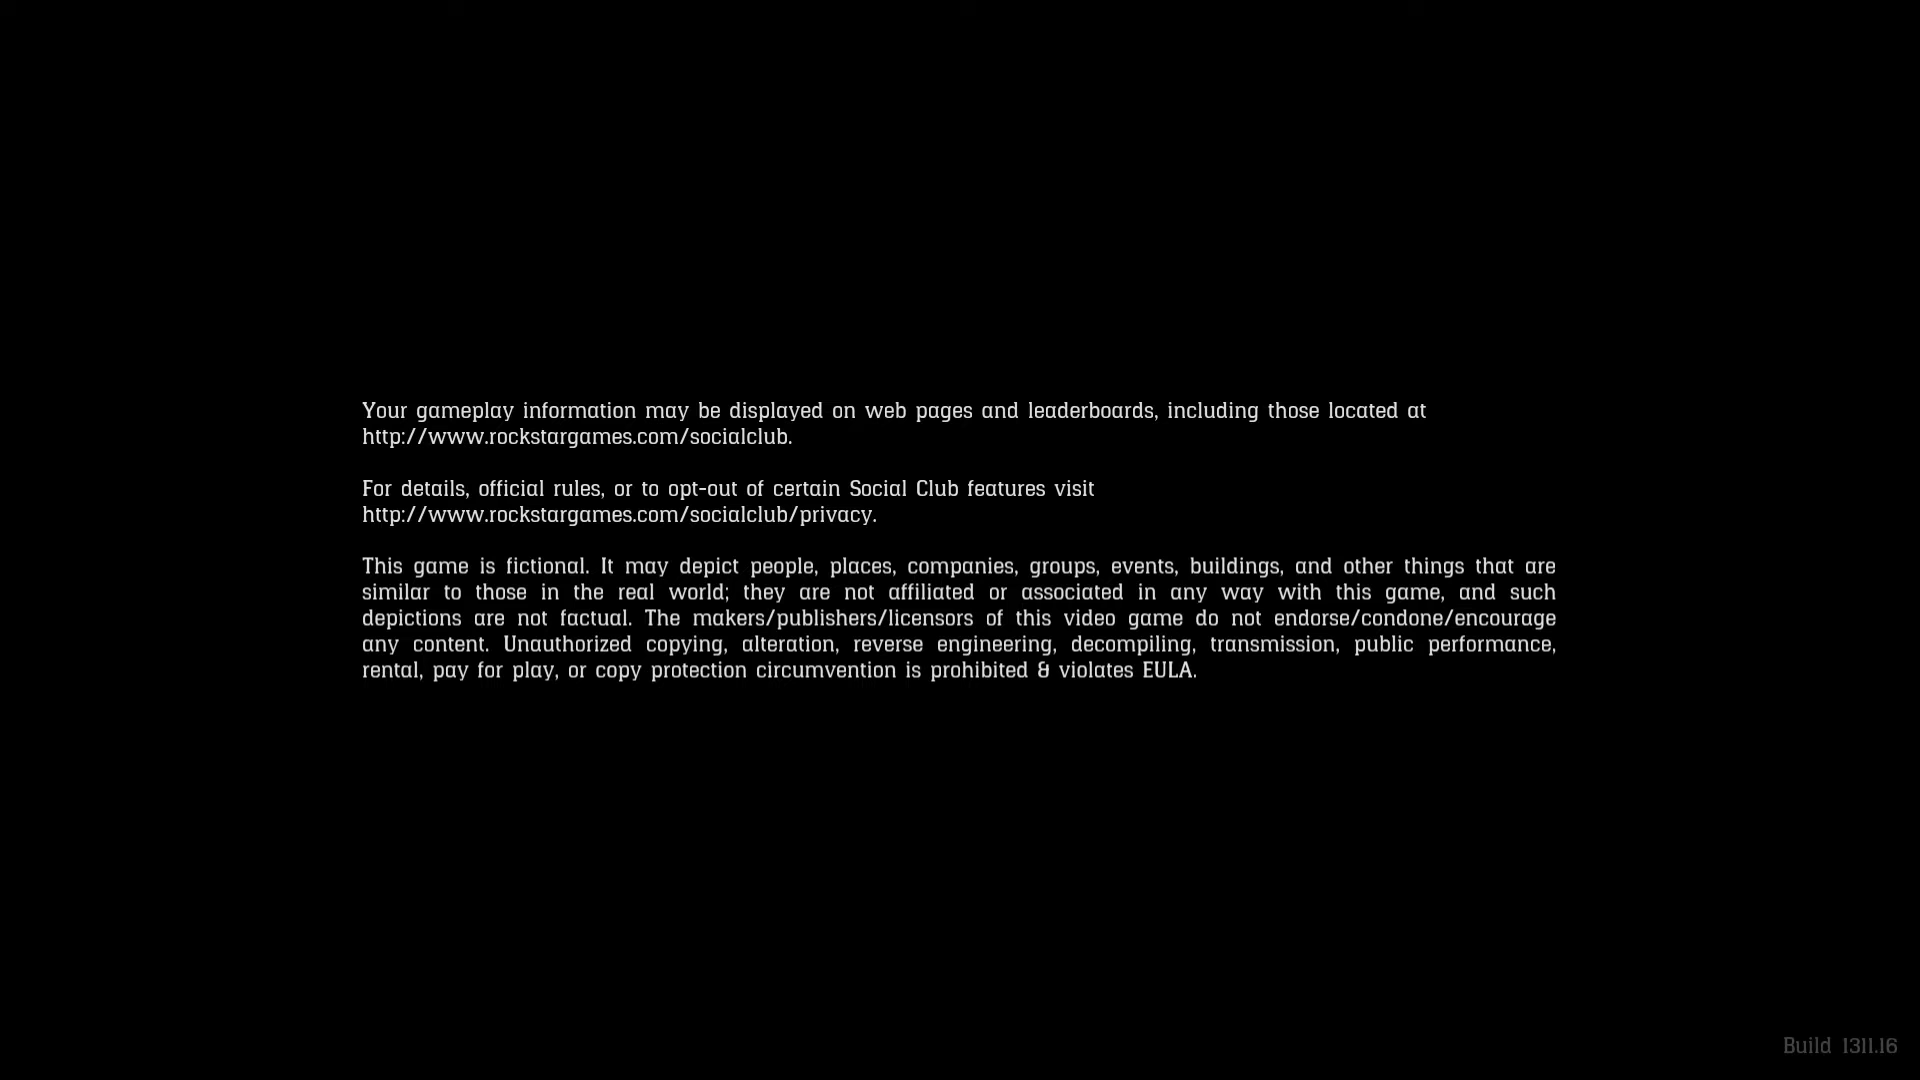 Your gameplay information may be displayed on web pages and leaderboards, including those located at
http://www.rockstargames.com/socialclub.
For details, official rules, or to opt-out of certain Social Club features visit
http://www.rockstargames.com/socialclub/privacy.
This game is fictional. It may depict people, places, companies, groups, events, buildings, and other things that are
similar to those in the real world; they are not affiliated or associated in any way with this game, and such
depictions are not factual. The makers/publishers/licensors of this video game do not endorse/condone/encourage
any content. Unauthorized copying, alteration, reverse engineering, decompiling, transmission, public performance,
rental, pay for play, or copy protection circumvention is prohibited & violates EULA.
Build 1311.16